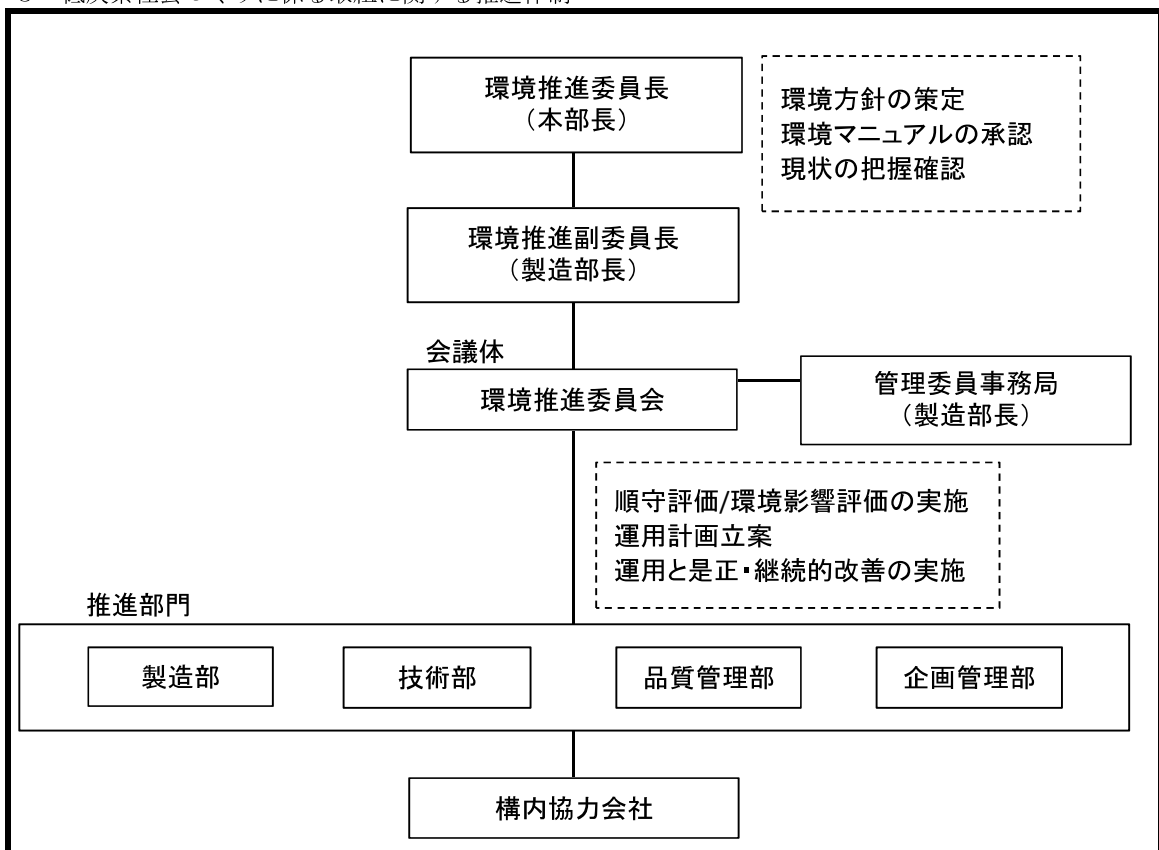 環境推進委員長
（本部長）
環境方針の策定
環境マニュアルの承認
現状の把握確認
環境推進副委員長
（製造部長）
会議体
環境推進委員会
管理委員事務局
（製造部長）
順守評価/環境影響評価の実施
運用計画立案
運用と是正・継続的改善の実施
推進部門
製造部
技術部
品質管理部
企画管理部
構内協力会社